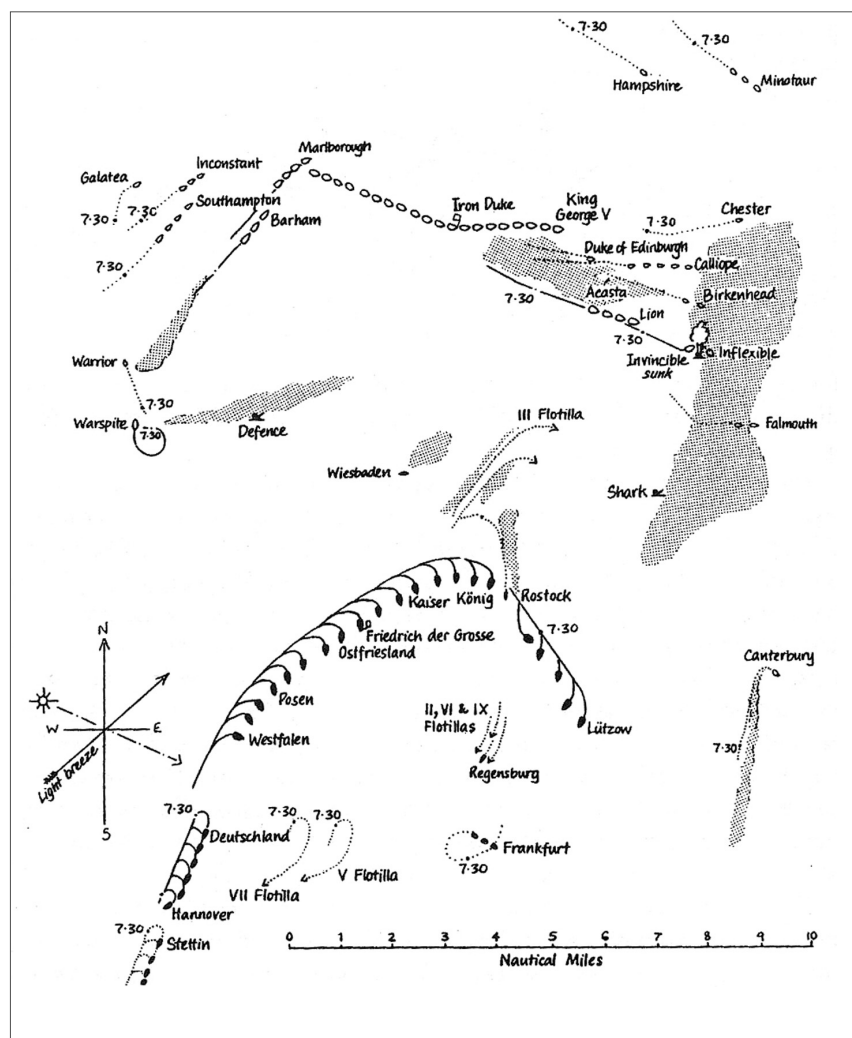 7·30
7·30
Hampshire
Minotaur
Marlborough
Inconstant
Galatea
Southampton
Iron Duke
King
George V
Chester
7·30
7·30
7·30
Barham
Duke of Edinburgh
Calliope
7·30
7·30
Acasta
Birkenhead
Lion
7·30
Warrior
Invincible
sunk
Inflexible
7·30
Warspite
7·30
Defence
III Flotilla
Falmouth
Wiesbaden
Shark
Kaiser
König
Rostock
7·30
Friedrich der Grosse
Ostfriesland
N
Canterbury
Posen
II, VI & IX
Flotillas
Lützow
W
E
Westfalen
7·30
Light breeze
Regensburg
S
7·30
7·30
7·30
Deutschland
Frankfurt
7·30
V Flotilla
VII Flotilla
Hannover
7·30
Stettin
0 1 2 3 4 5 6 7 8 9 10
Nautical Miles